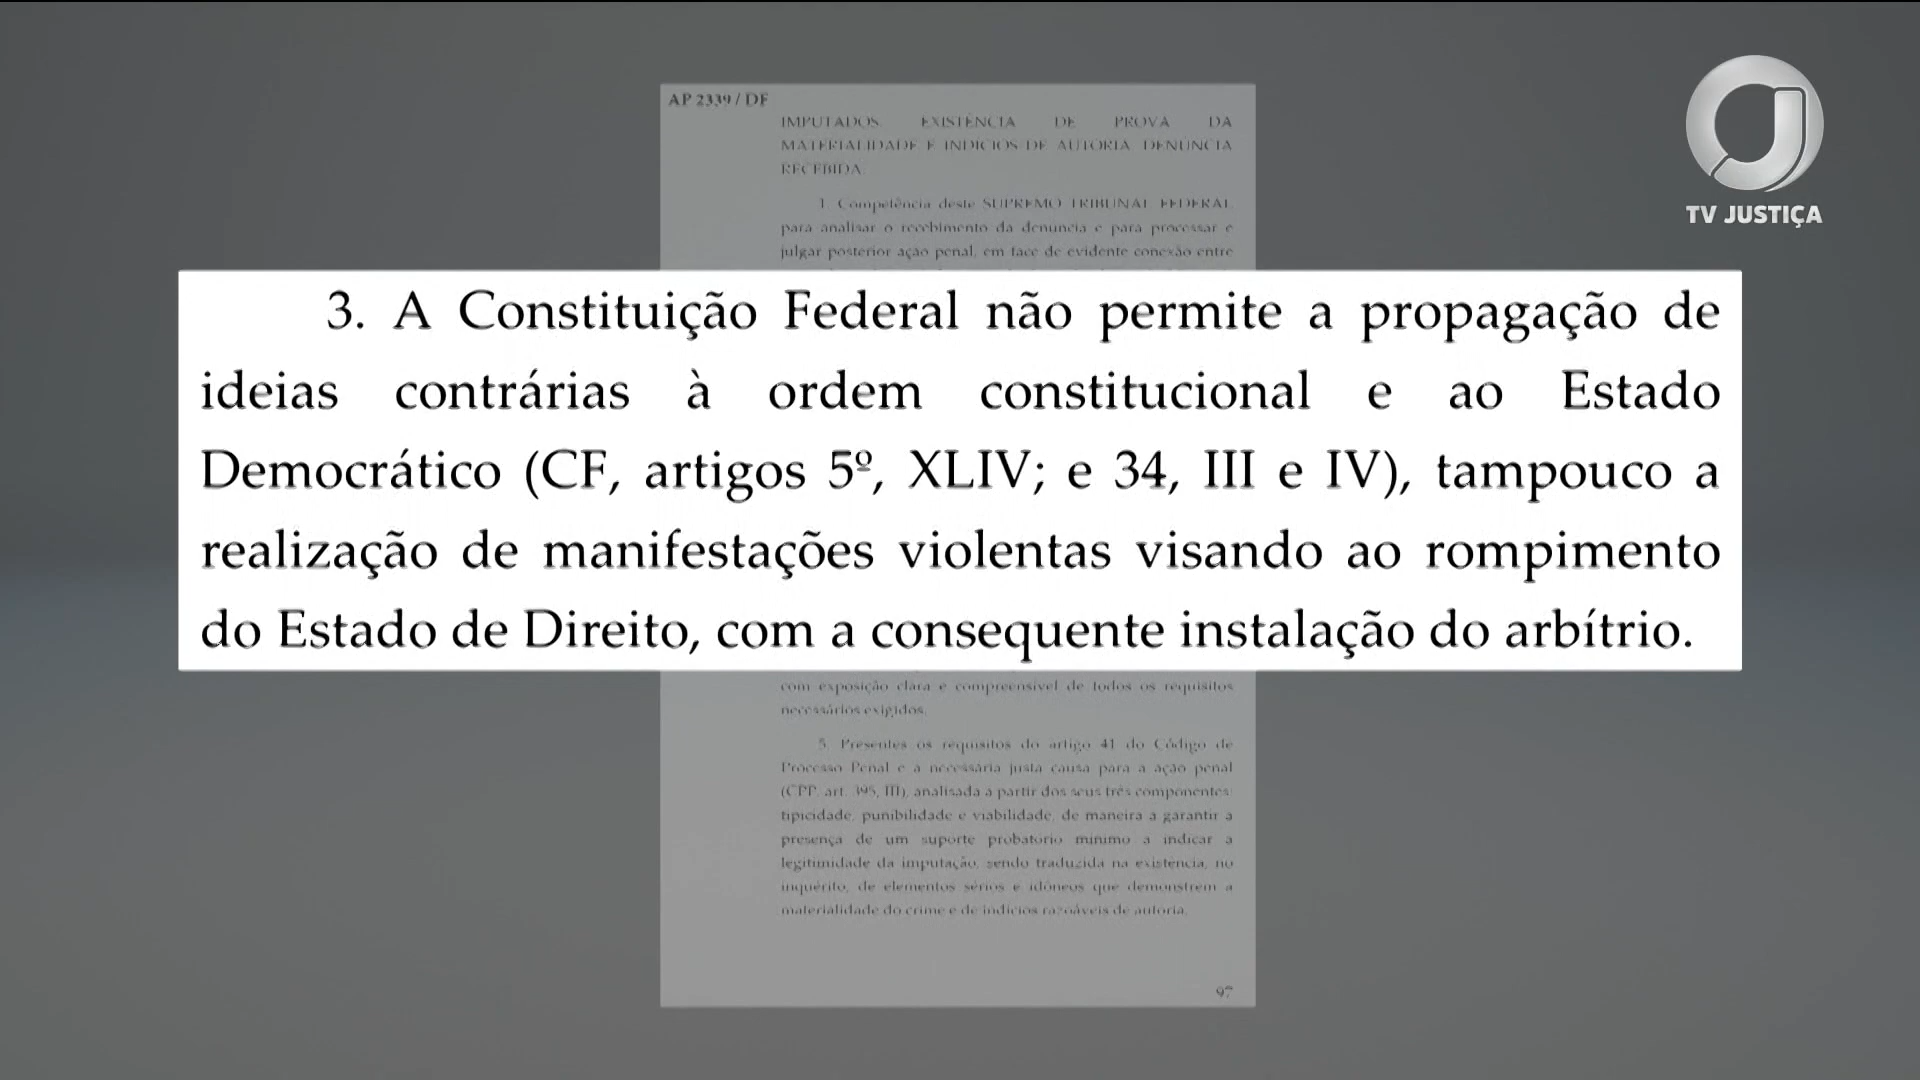 TV JUSTIÇA
AP 2339 / DF
IMPUTADOS. EXISTÊNCIA DE PROVA DA
MATERIALIDADE E INDÍCIOS DE AUTORIA. DENÚNCIA
RECEBIDA.
1. Competência deste SUPREMO TRIBUNAL FEDERAL
para analisar o recebimento da denúncia e para processar e
julgar posterior ação penal, em face de evidente conexão entre
3. A Constituição Federal não permite a propagação de
ideias contrárias à ordem constitucional e ao Estado
Democrático (CF, artigos 5º, XLIV; e 34, III e IV), tampouco a
realização de manifestações violentas visando ao rompimento
do Estado de Direito, com a consequente instalação do arbítrio.
com exposição clara e compreensível de todos os requisitos
necessários exigidos.
5. Presentes os requisitos do artigo 41 do Código de
Processo Penal e a necessária justa causa para a ação penal
(CPP, art. 395, III), analisada a partir dos seus três componentes:
tipicidade, punibilidade e viabilidade, de maneira a garantir a
presença de um suporte probatório mínimo a indicar a
legitimidade da imputação, sendo traduzida na existência, no
inquérito, de elementos sérios e idôneos que demonstrem a
materialidade do crime e de indícios razoáveis de autoria.
97